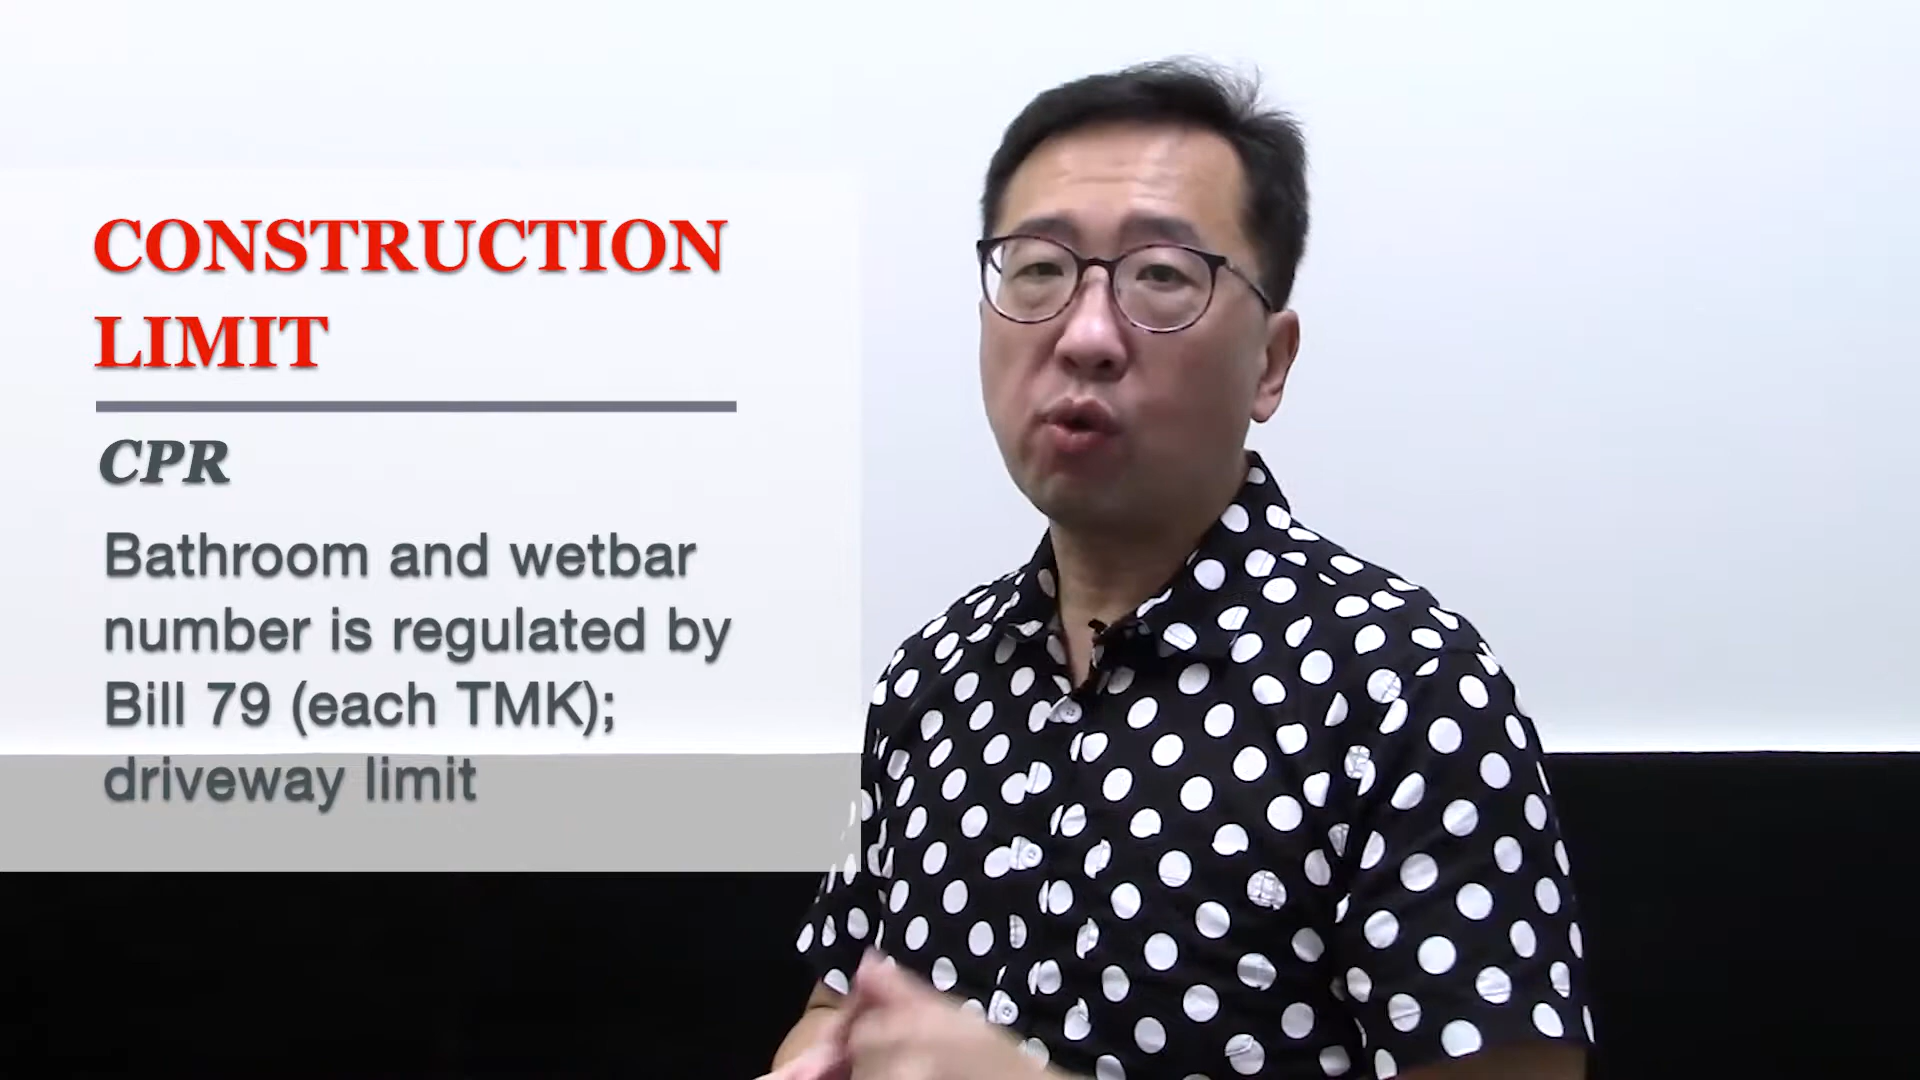 CONSTRUCTION
LIMIT
CPR
Bathroom and wetbar
number is regulated by
Bill 79 (each TMK);
driveway limit